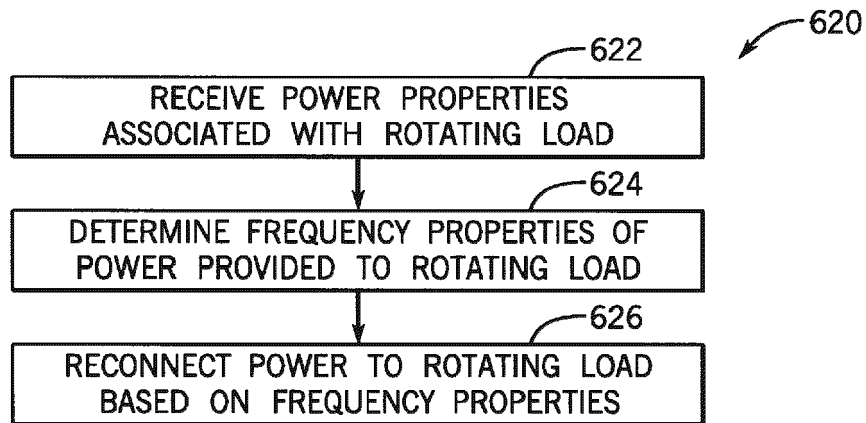 620
622
RECEIVE POWER PROPERTIES
ASSOCIATED WITH ROTATING LOAD
624
DETERMINE FREQUENCY PROPERTIES OF
POWER PROVIDED TO ROTATING LOAD
626
RECONNECT POWER TO ROTATING LOAD
BASED ON FREQUENCY PROPERTIES